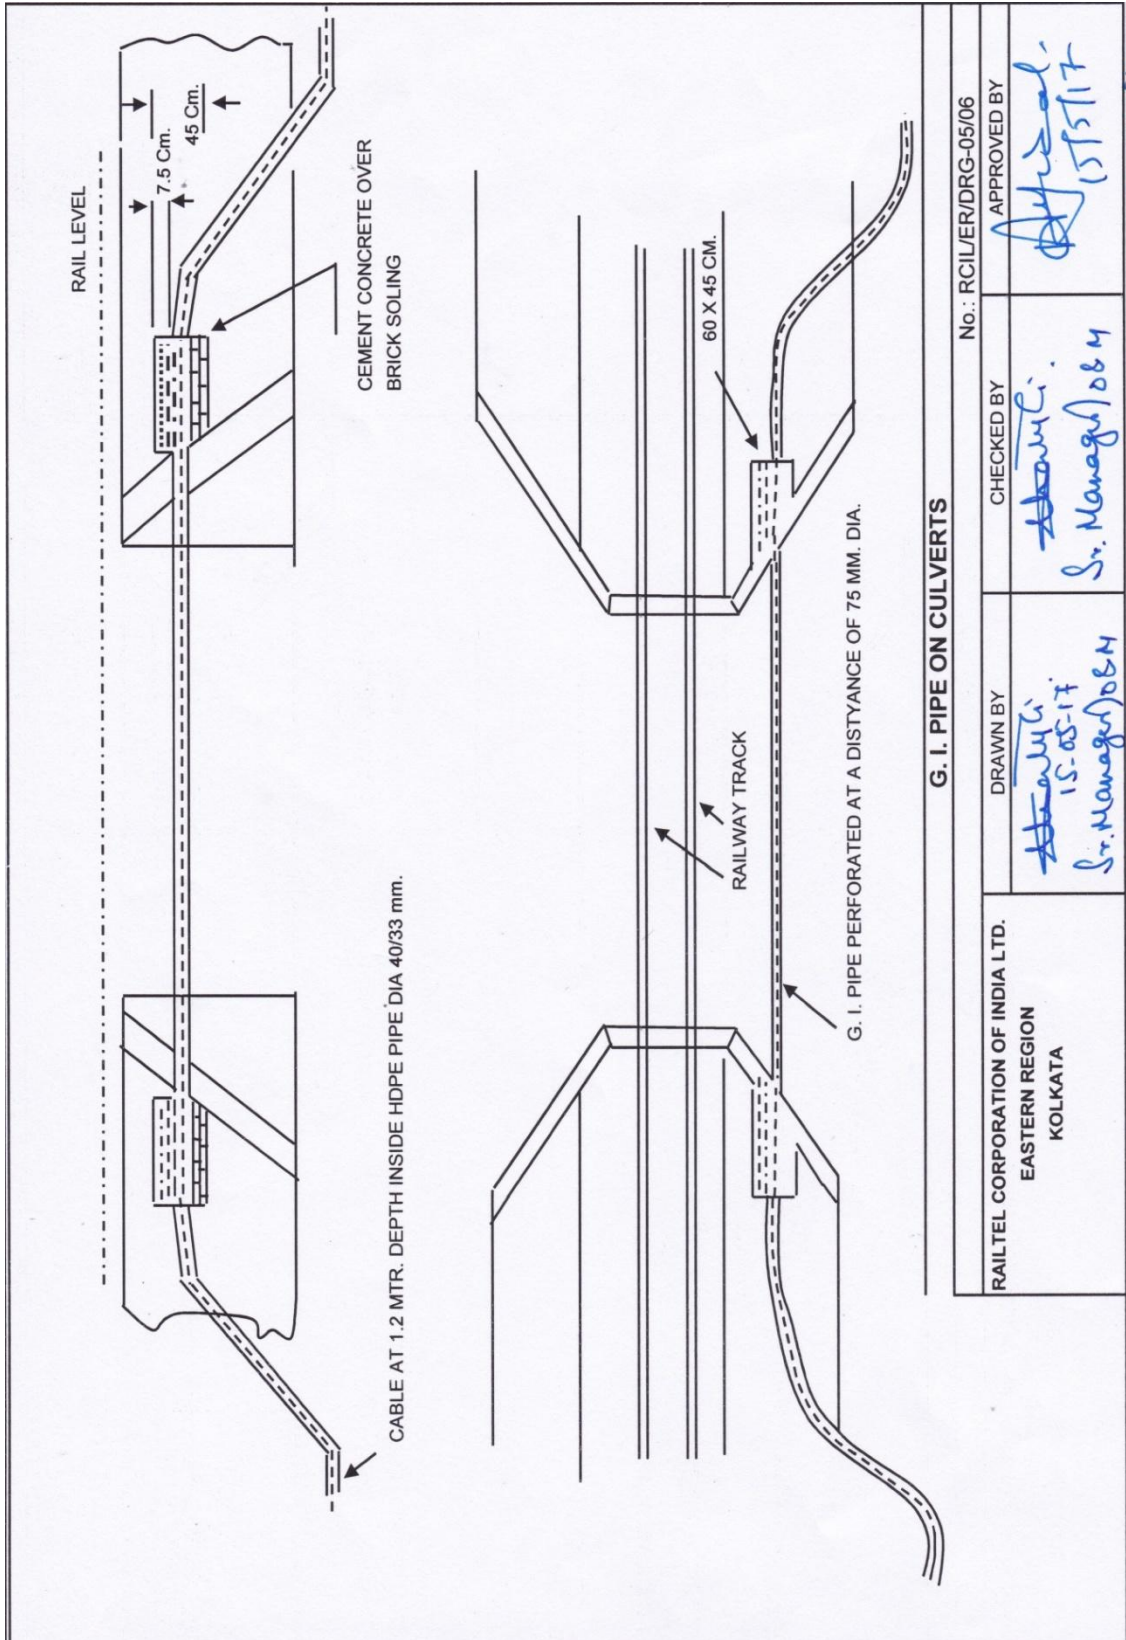 RAIL LEVEL
7.5 Cm.
45 Cm.
CEMENT CONCRETE OVER
BRICK SOLING
CABLE AT 1.2 MTR. DEPTH INSIDE HDPE PIPE DIA 40/33 mm.
60 X 45 CM.
RAILWAY TRACK
G. I. PIPE PERFORATED AT A DISTYANCE OF 75 MM. DIA.
G. I. PIPE ON CULVERTS
No.: RCIL/ER/DRG-05/06
RAILTEL CORPORATION OF INDIA LTD.
EASTERN REGION
KOLKATA
DRAWN BY
15-05-17
Sr. Manager/O&M
CHECKED BY
Sr. Manager/O&M
APPROVED BY
15/5/17